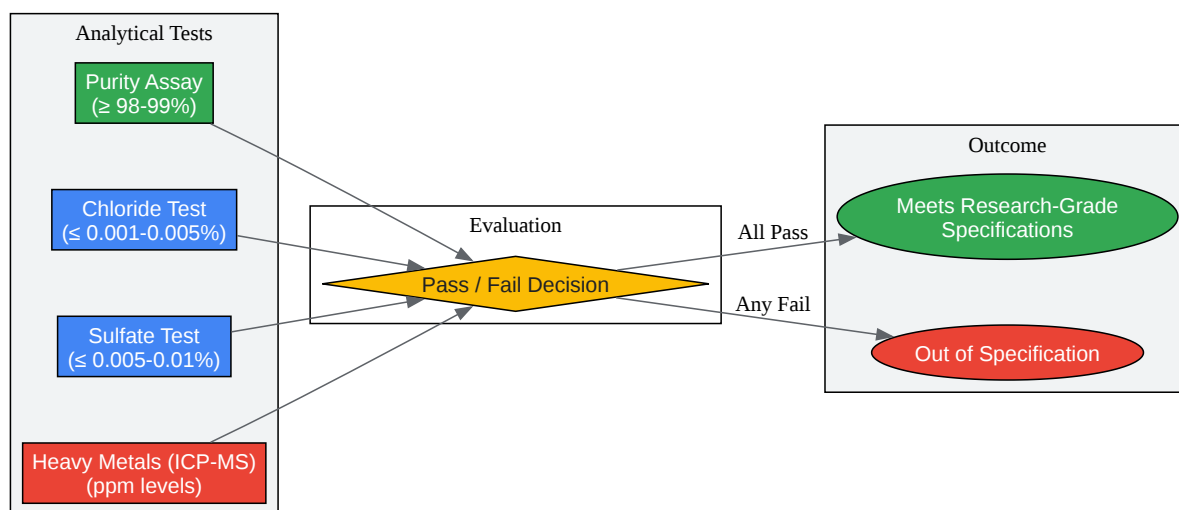 Analytical Tests
Purity Assay
(≥ 98-99%)
Chloride Test
(≤ 0.001-0.005%)
Sulfate Test
(≤ 0.005-0.01%)
Heavy Metals (ICP-MS)
(ppm levels)
Evaluation
Pass / Fail Decision
All Pass
Any Fail
Outcome
Meets Research-Grade
Specifications
Out of Specification